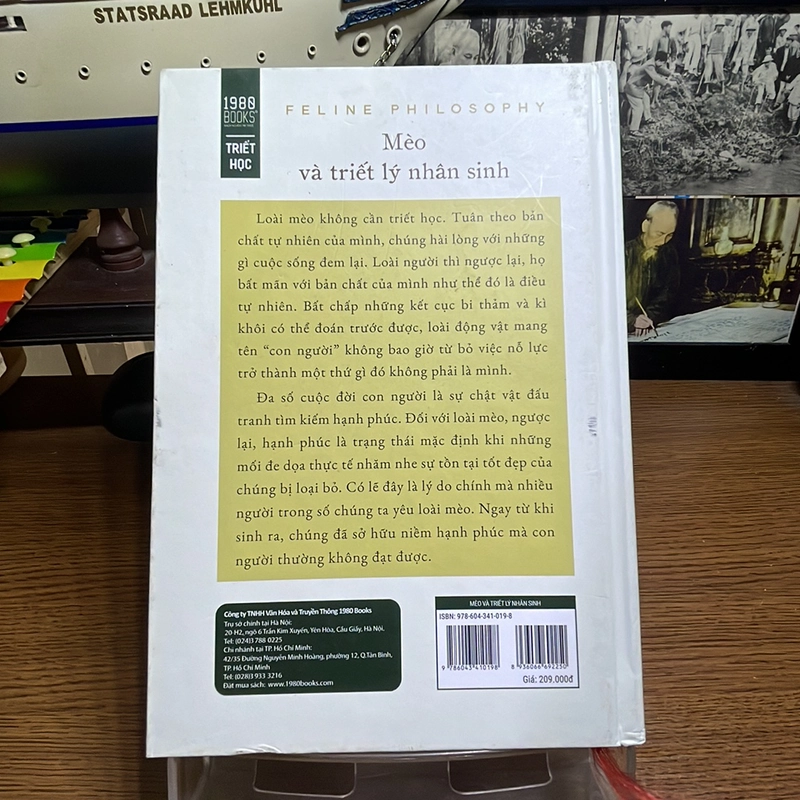 STATSRAAD LEHMKUHL
1980
BOOKS
TRIẾT
HỌC
FELINE PHILOSOPHY
Mèo
và triết lý nhân sinh
Loài mèo không cần triết học. Tuân theo bản
chất tự nhiên của mình, chúng hài lòng với những
gì cuộc sống đem lại. Loài người thì ngược lại, họ
bất mãn với bản chất của mình như thể đó là điều
tự nhiên. Bất chấp những kết cục bi thảm và kì
khôi có thể đoán trước được, loài động vật mang
tên “con người” không bao giờ từ bỏ việc nỗ lực
trở thành một thứ gì đó không phải là mình.
Đa số cuộc đời con người là sự chật vật đấu
tranh tìm kiếm hạnh phúc. Đối với loài mèo, ngược
lại, hạnh phúc là trạng thái mặc định khi những
mối đe dọa thực tế nhăm nhe sự tồn tại tốt đẹp của
chúng bị loại bỏ. Có lẽ đây là lý do chính mà nhiều
người trong số chúng ta yêu loài mèo. Ngay từ khi
sinh ra, chúng đã sở hữu niềm hạnh phúc mà con
người thường không đạt được.
Công ty TNHH Văn Hóa và Truyền Thông 1980 Books
Trụ sở chính tại Hà Nội:
20-H2, ngõ 6 Trần Kim Xuyến, Yên Hòa, Cầu Giấy, Hà Nội.
Tel: (024)3 788 0225
Chi nhánh tại TP. Hồ Chí Minh:
42/35 Đường Nguyễn Minh Hoàng, phường 12, Q.Tân Bình,
TP. Hồ Chí Minh
Tel: (028)3 933 3216
Đặt mua sách: www.1980books.com
MÈO VÀ TRIẾT LÝ NHÂN SINH
ISBN: 978-604-341-019-8
9 786043 410198
8 936066 692250
Giá: 209.000đ